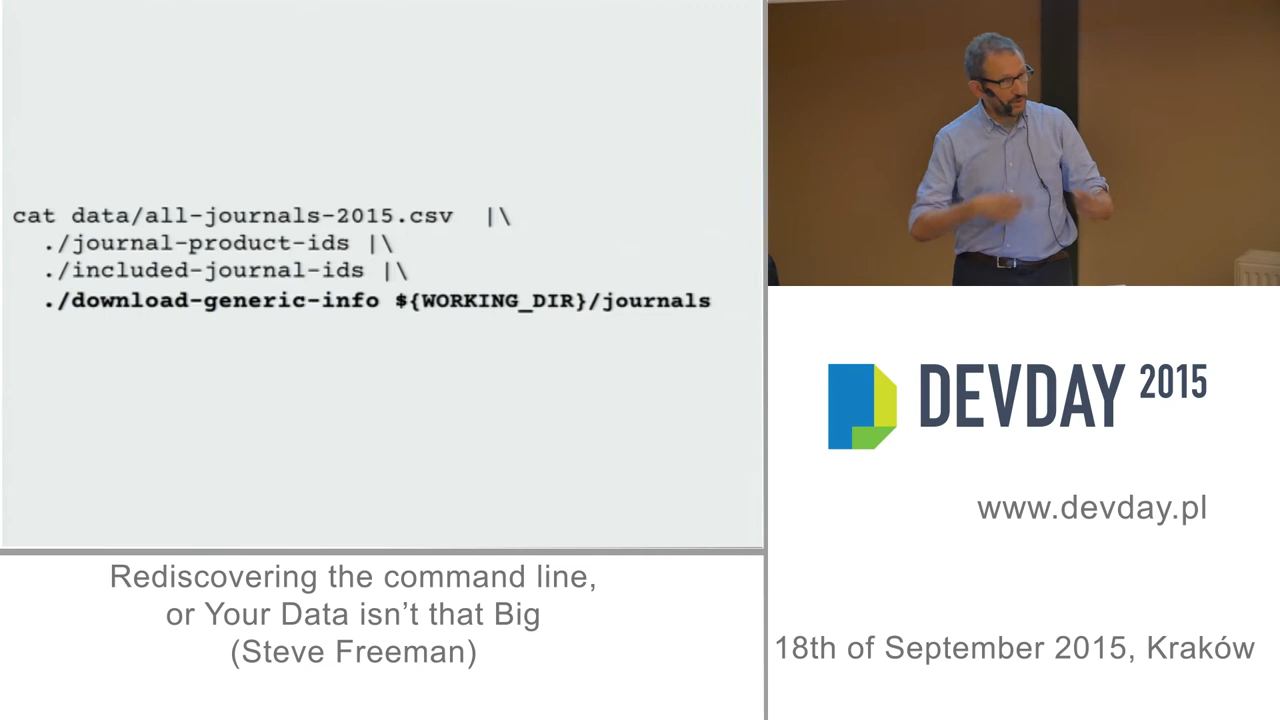 cat data/all-journals-2015.csv |\
./journal-product-ids |\
./included-journal-ids |\
./download-generic-info ${WORKING_DIR}/journals
DEVDAY 2015
www.devday.pl
Rediscovering the command line,
or Your Data isn't that Big
(Steve Freeman)
18th of September 2015, Kraków